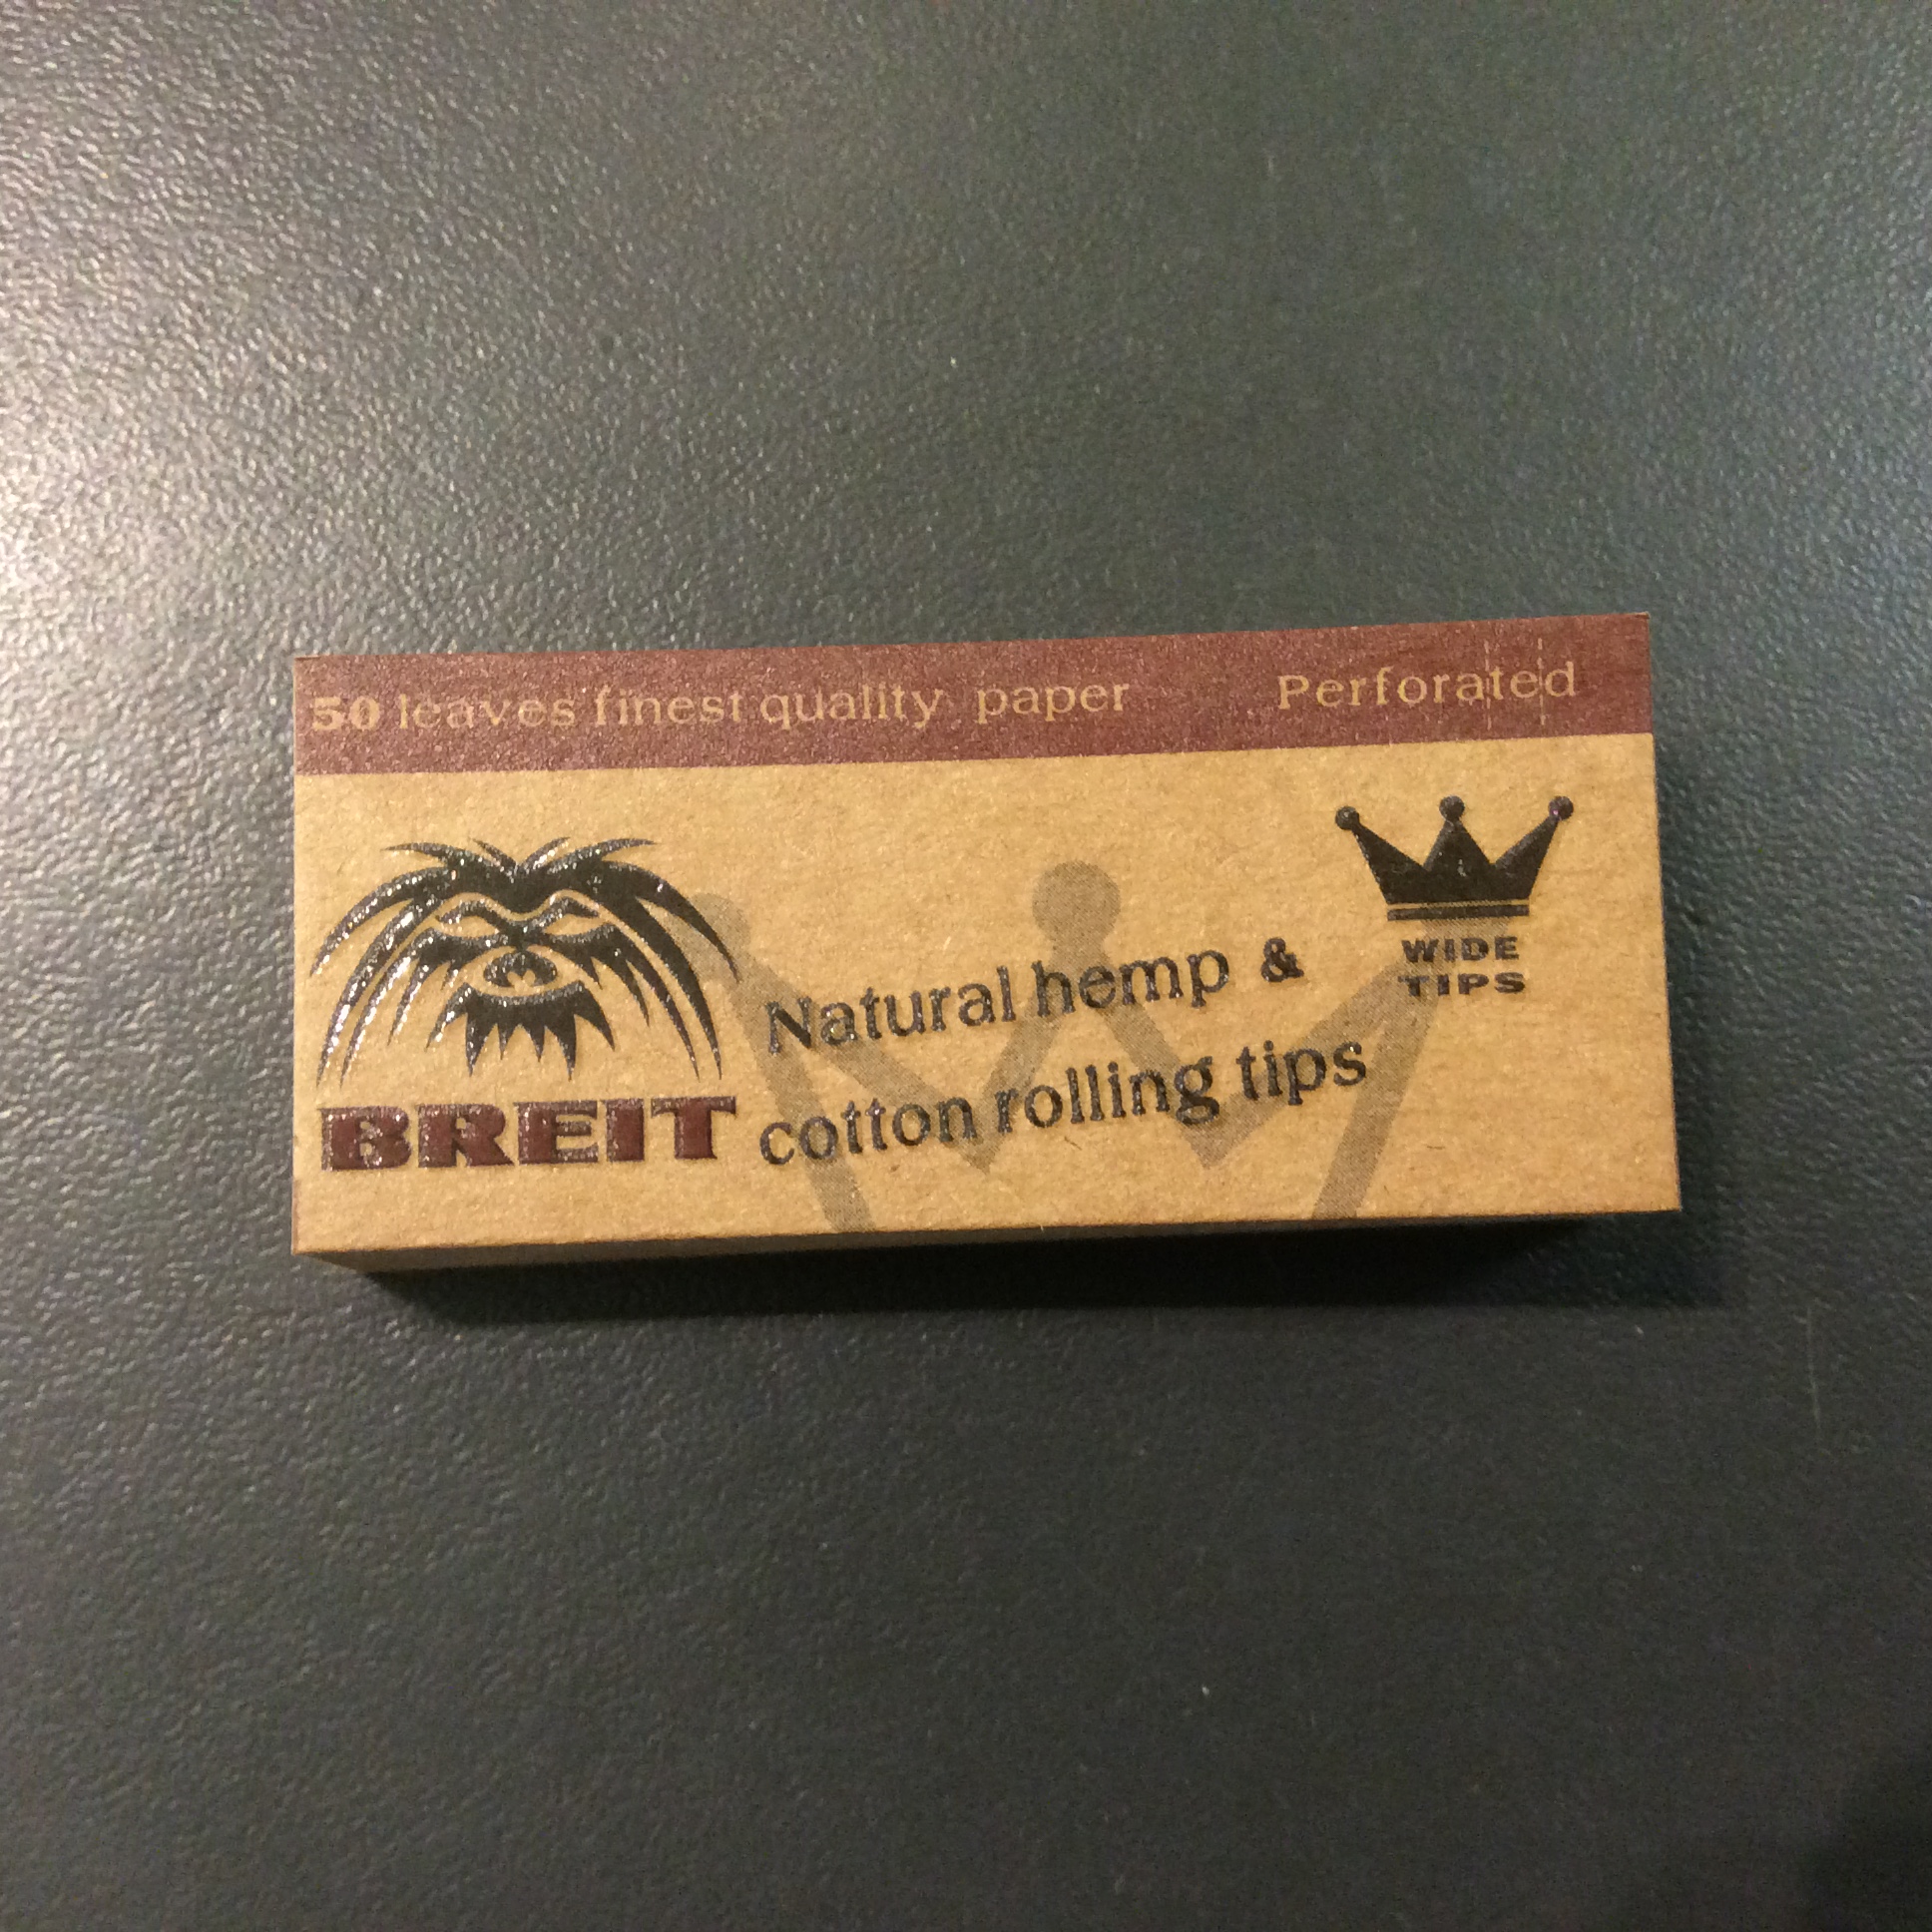 50 leaves finest quality paper Perforated
WIDE
TIPS
Natural hemp &
cotton rolling tips
BREIT